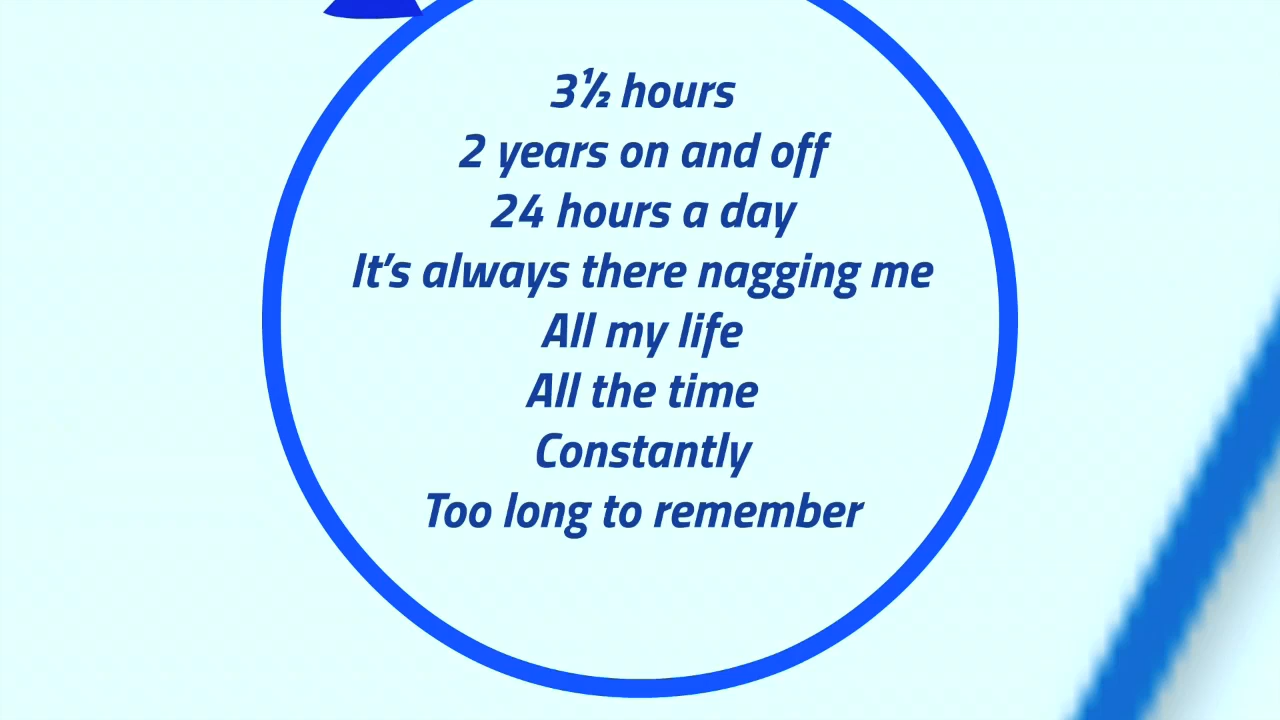 3½ hours
2 years on and off
24 hours a day
It’s always there nagging me
All my life
All the time
Constantly
Too long to remember